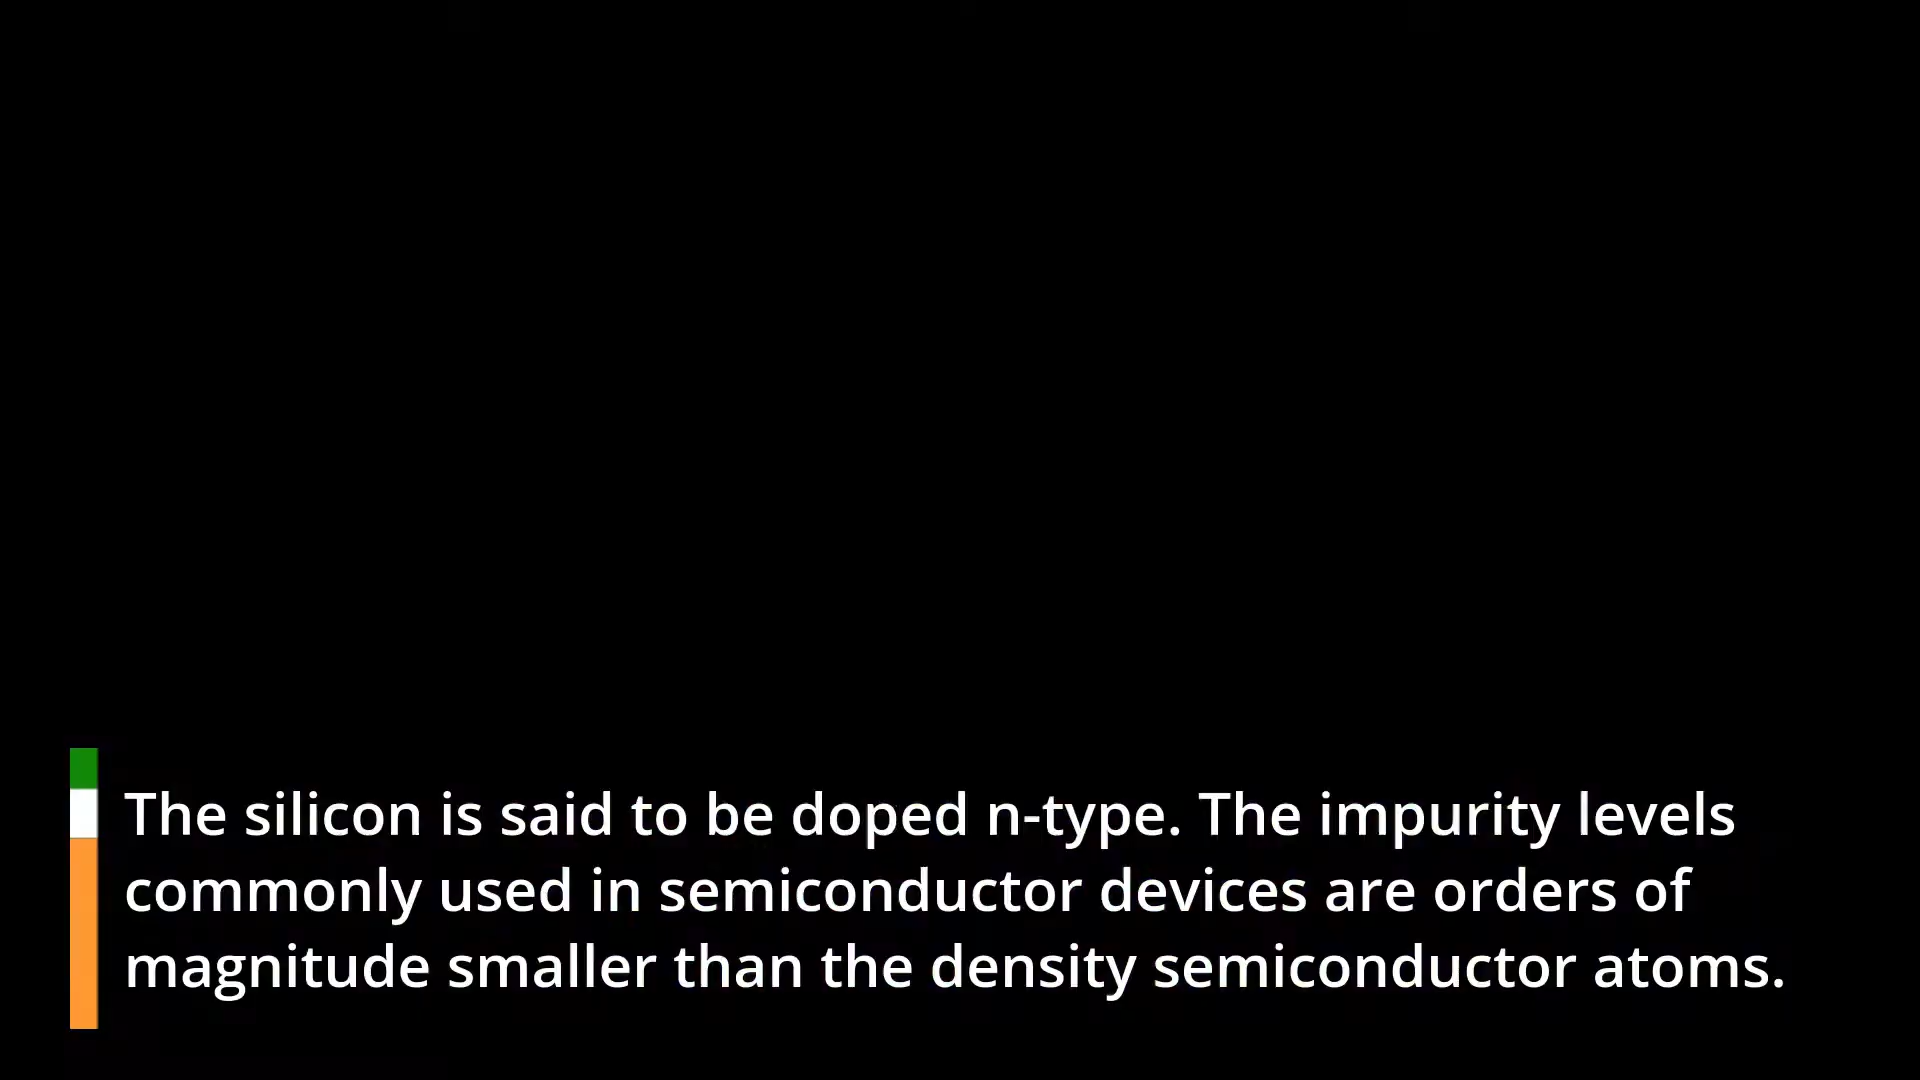 The silicon is said to be doped n-type. The impurity levels
commonly used in semiconductor devices are orders of
magnitude smaller than the density semiconductor atoms.